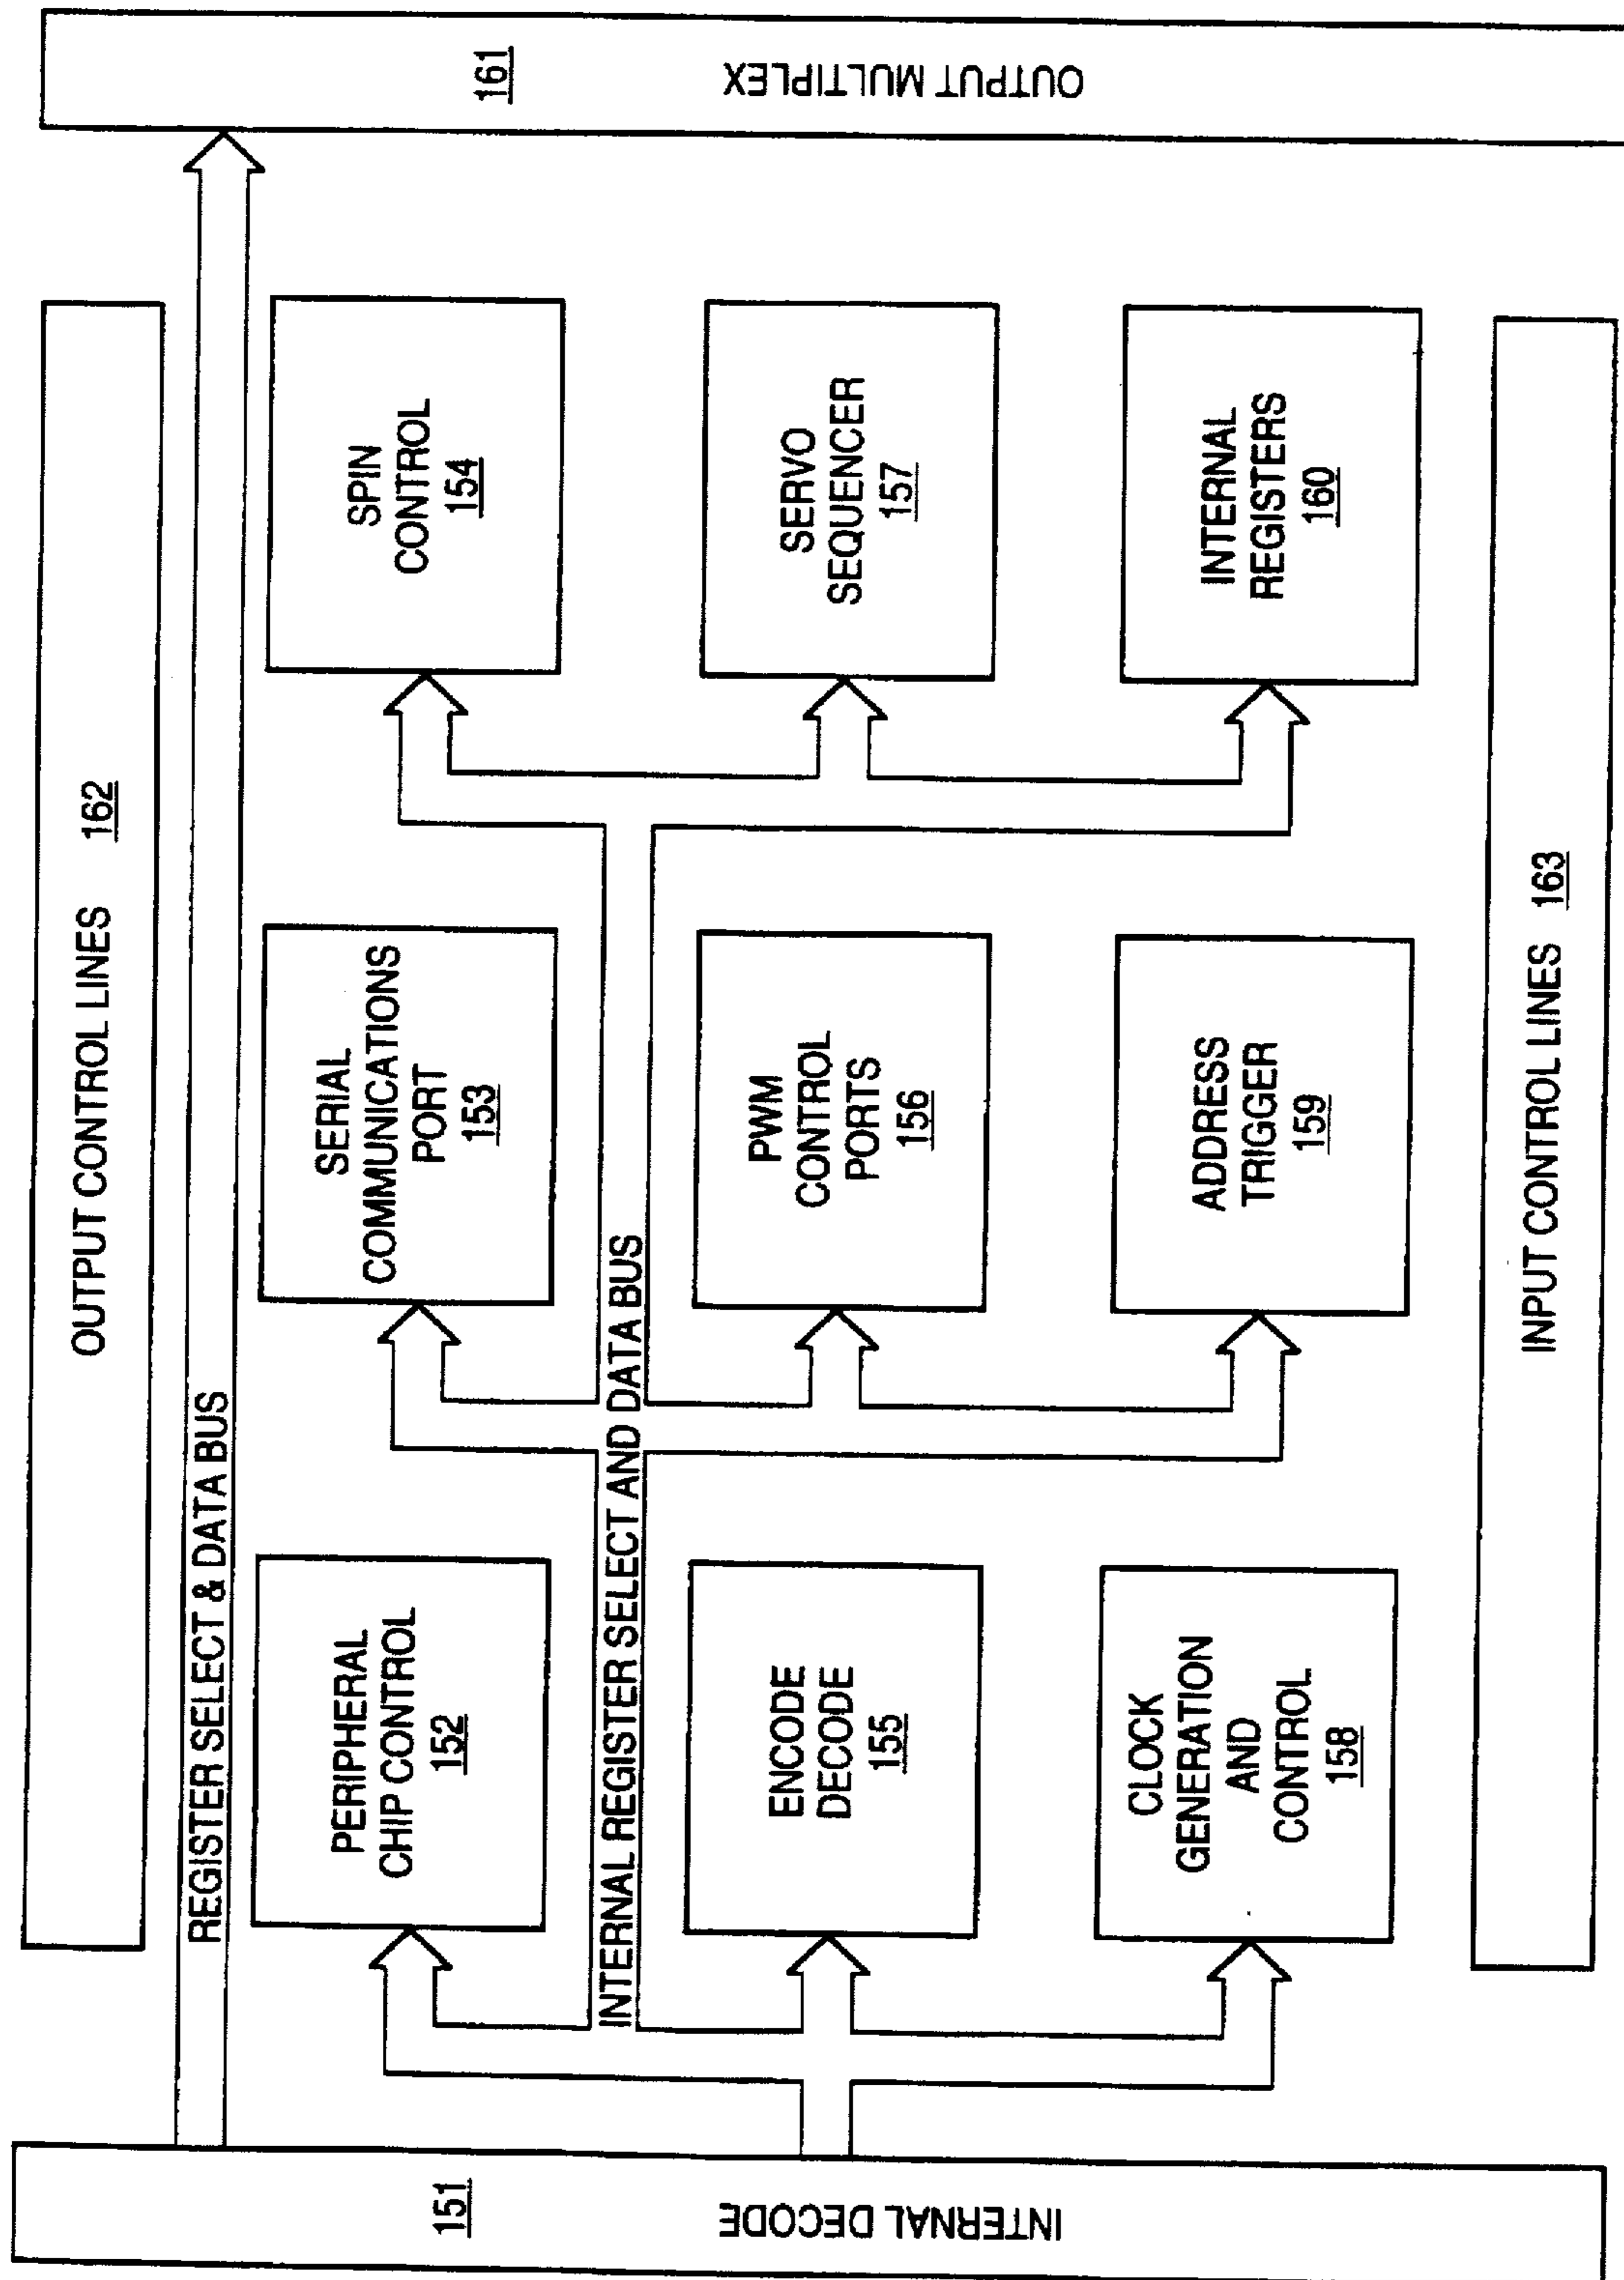 OUTPUT CONTROL LINES 162
REGISTER SELECT & DATA BUS
151
INTERNAL DECODE
PERIPHERAL
CHIP CONTROL
152
SERIAL
COMMUNICATIONS
PORT
153
SPIN
CONTROL
154
INTERNAL REGISTER SELECT AND DATA BUS
ENCODE
DECODE
155
PWM
CONTROL
PORTS
156
SERVO
SEQUENCER
157
CLOCK
GENERATION
AND
CONTROL
158
ADDRESS
TRIGGER
159
INTERNAL
REGISTERS
160
161
OUTPUT MULTIPLEX
INPUT CONTROL LINES 163